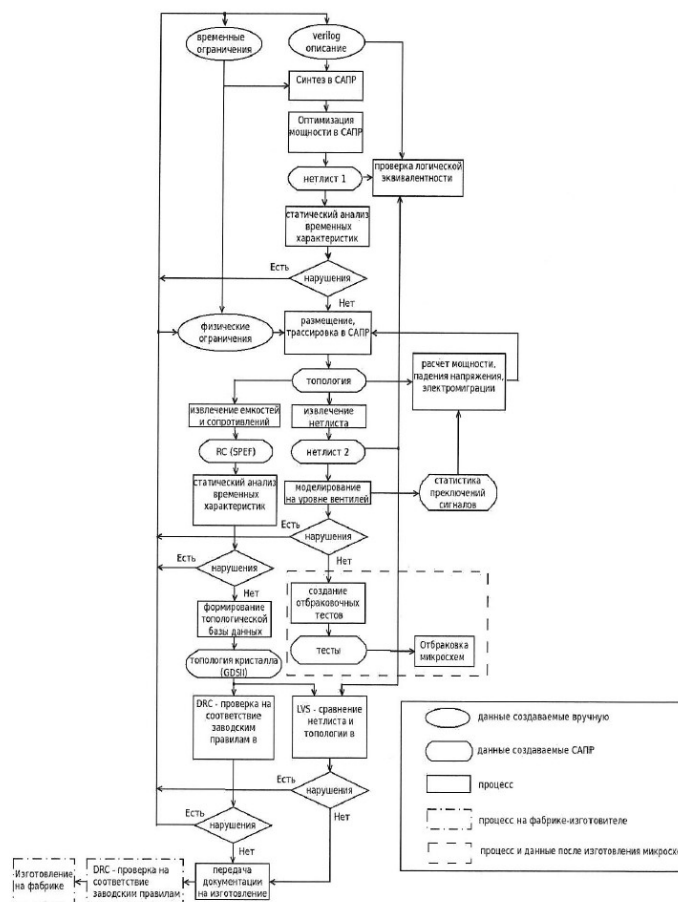 временные
ограничения
verilog
описание
Синтез в САПР
Оптимизация
мощности в САПР
нетлист 1
проверка логической
эквивалентности
статический анализ
временных
характеристик
Есть
нарушения
Нет
физические
ограничения
размещение,
трассировка в САПР
расчет мощности,
падения напряжения,
электромиграции
топология
извлечение емкостей
и сопротивлений
извлечение
нетлиста
RC (SPEF)
нетлист 2
статический анализ
временных
характеристик
моделирование
на уровне вентилей
статистика
преключений
сигналов
Есть
нарушения
Нет
Есть
нарушения
Нет
создание
отбраковочных
тестов
формирование
топологической
базы данных
тесты
Отбраковка
микросхем
топология кристалла
(GDSII)
DRC - проверка на
соответствие
заводским
правилам в
LVS - сравнение
нетлиста и
топологии в
Есть
нарушения
Нет
Есть
нарушения
Нет
Изготовление
на фабрике
DRC - проверка на
соответствие
заводским правилам
передача
документации
на изготовление
данные создаваемые вручную
данные создаваемые САПР
процесс
процесс на фабрике-изготовителе
процесс и данные после изготовления микросхе